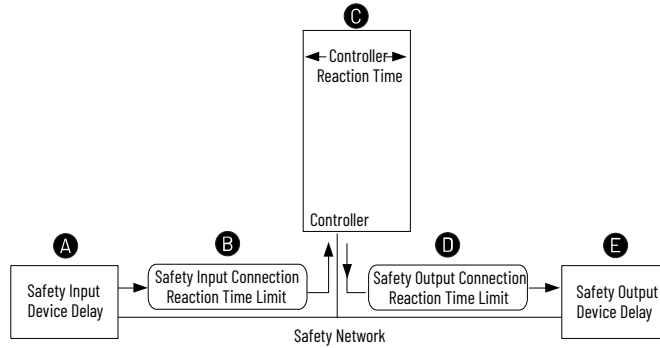 C
Controller
Reaction Time
Controller
A
B
D
E
Safety Input
Device Delay
Safety Input Connection
Reaction Time Limit
Safety Output Connection
Reaction Time Limit
Safety Output
Device Delay
Safety Network